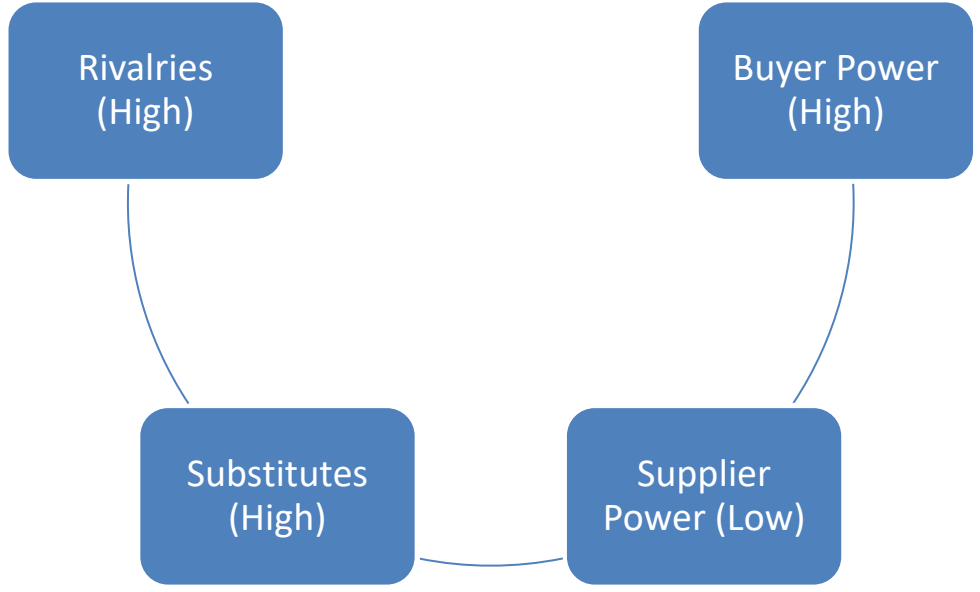 Rivalries
(High)
Buyer Power
(High)
Substitutes
(High)
Supplier
Power (Low)